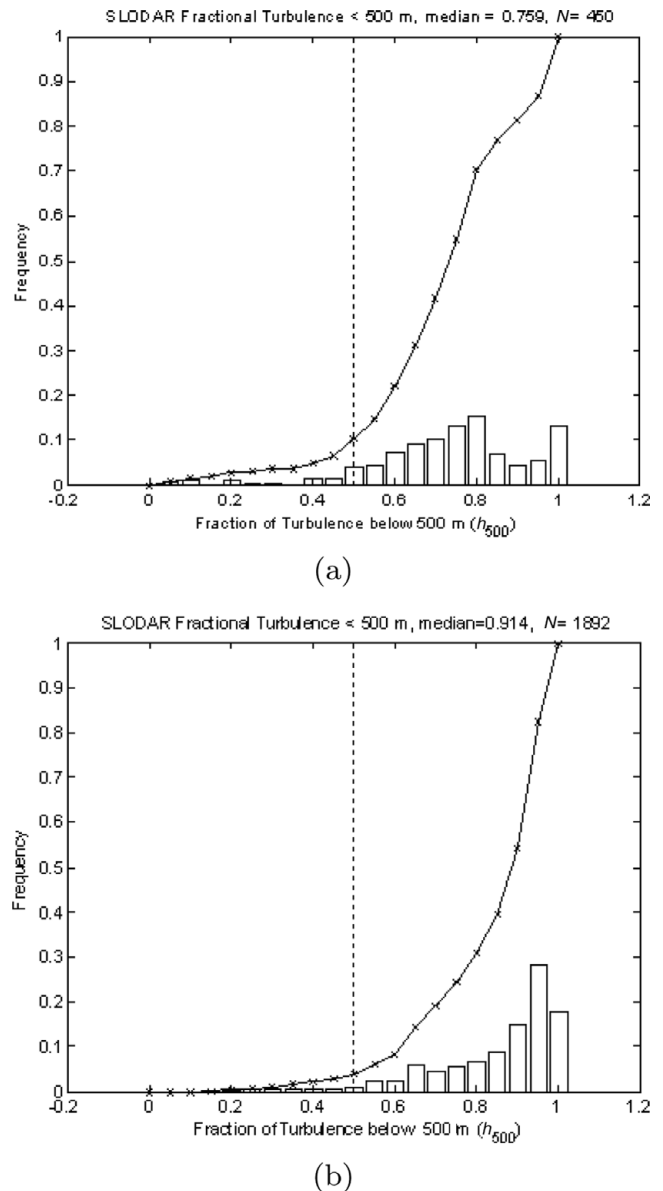 SLODAR Fractional Turbulence < 500 m, median = 0.759, N= 450
1
0.9
0.8
0.7
0.6
0.5
0.4
0.3
0.2
0.1
0
Frequency
-0.2 0 0.2 0.4 0.6 0.8 1 1.2
Fraction of Turbulence below 500 m (h500)
(a)
SLODAR Fractional Turbulence < 500 m, median=0.914, N= 1892
1
0.9
0.8
0.7
0.6
0.5
0.4
0.3
0.2
0.1
0
Frequency
-0.2 0 0.2 0.4 0.6 0.8 1 1.2
Fraction of Turbulence below 500 m (h500)
(b)